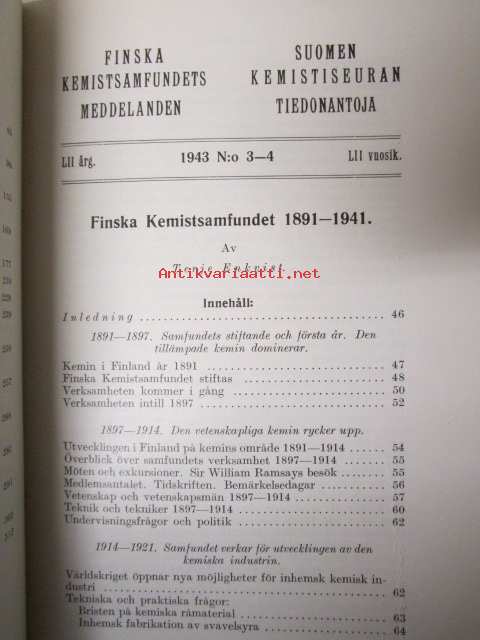 FINSKA
KEMISTSAMFUNDETS
MEDDELANDEN
SUOMEN
KEMISTISEURAN
TIEDONANTOJA
LII årg. 1943 N:o 3—4 LII vuosik.
Finska Kemistsamfundet 1891—1941.
Av
Antikvariaatti.net
Innehåll:
Inledning 46
1891—1897. Samfundets stiftande och första år. Den
tillämpade kemin dominerar.
Kemin i Finland år 1891 47
Finska Kemistsamfundet stiftas 48
Verksamheten kommer i gång 50
Verksamheten intill 1897 52
1897—1914. Den vetenskapliga kemin rycker upp.
Utvecklingen i Finland på kemins område 1891—1914 54
Överblick över samfundets verksamhet 1897—1914 55
Möten och exkursioner. Sir William Ramsays besök 55
Medlemsantalet. Tidskriften. Bemärkelsedagar 56
Vetenskap och vetenskapsmän 1897—1914 57
Teknik och tekniker 1897—1914 60
Undervisningsfrågor och politik 62
1914—1921. Samfundet verkar för utvecklingen av den
kemiska industrin.
Världskriget öppnar nya möjligheter för inhemsk kemisk in-
dustri 62
Tekniska och praktiska frågor:
Bristen på kemiska råmaterial 63
Inhemsk fabrikation av svavelsyra 64